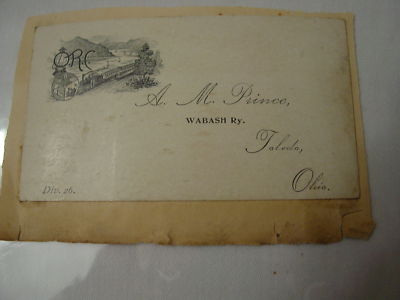 ORC
A. M. Prince,
WABASH Ry.
Toledo,
Ohio.
Div. 26.